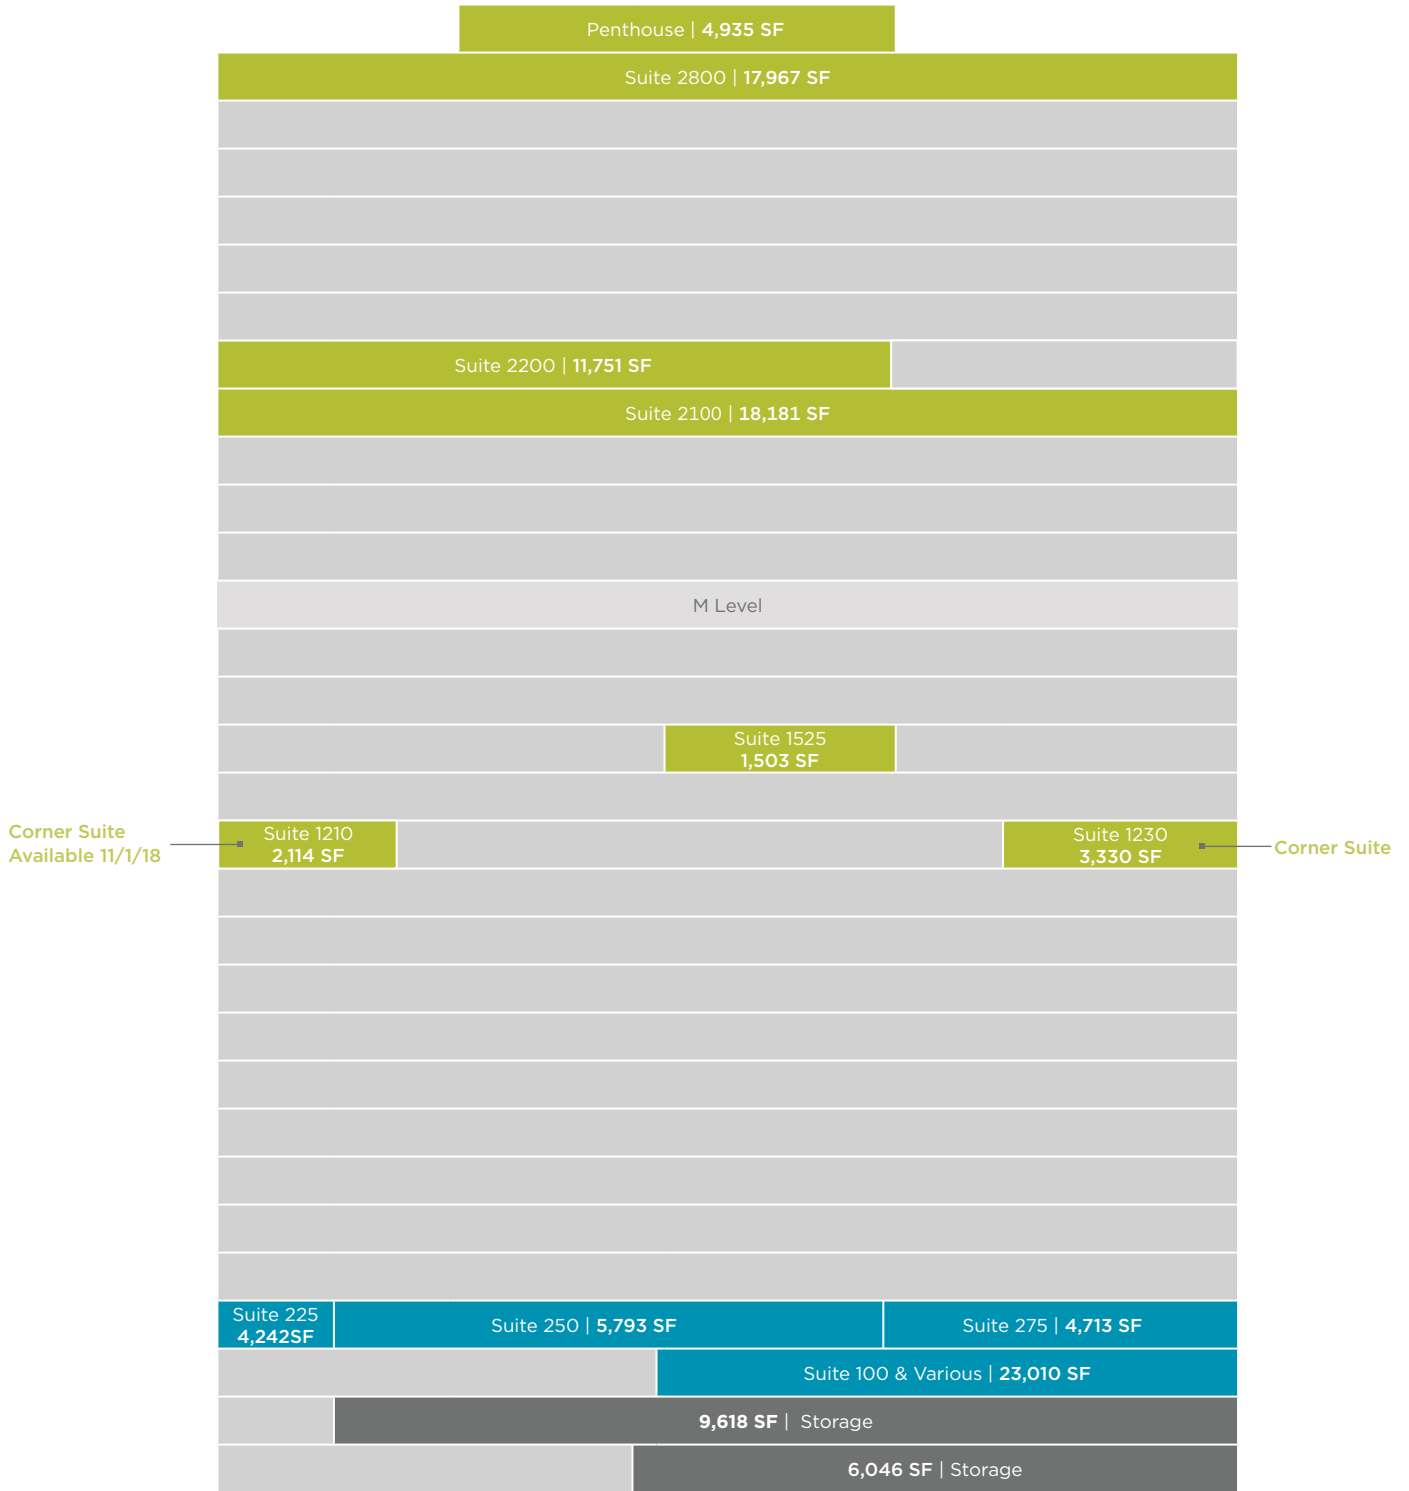 Penthouse | 4,935 SF
Suite 2800 | 17,967 SF
Suite 2200 | 11,751 SF
Suite 2100 | 18,181 SF
M Level
Suite 1525
1,503 SF
Corner Suite
Available 11/1/18
Suite 1210
2,114 SF
Suite 1230
3,330 SF
Corner Suite
Suite 225
4,242SF
Suite 250 | 5,793 SF
Suite 275 | 4,713 SF
Suite 100 & Various | 23,010 SF
9,618 SF | Storage
6,046 SF | Storage